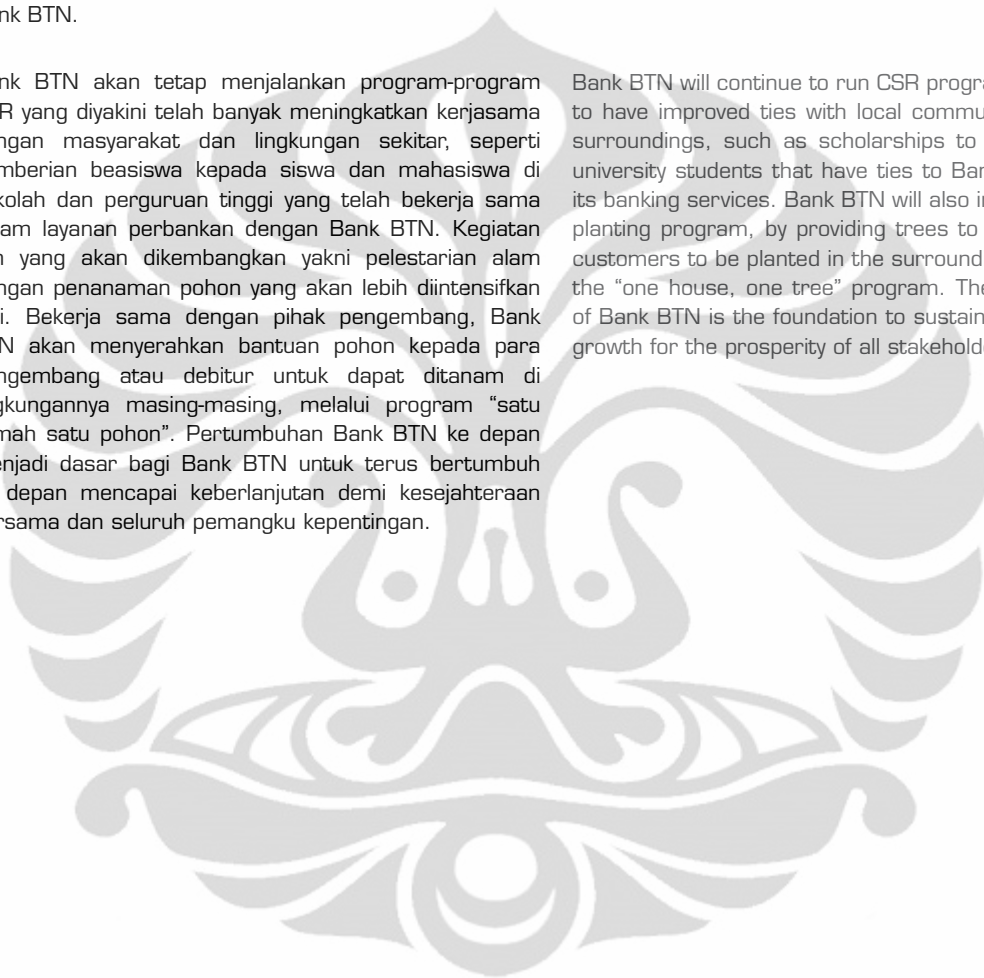 nk BTN.
nk BTN akan tetap menjalankan program-program
R yang diyakini telah banyak meningkatkan kerjasama
ngan masyarakat dan lingkungan sekitar, seperti
mberian beasiswa kepada siswa dan mahasiswa di
kolah dan perguruan tinggi yang telah bekerja sama
am layanan perbankan dengan Bank BTN. Kegiatan
n yang akan dikembangkan yakni pelestarian alam
ngan penanaman pohon yang akan lebih diintensifkan
i. Bekerja sama dengan pihak pengembang, Bank
N akan menyerahkan bantuan pohon kepada para
ngembang atau debitur untuk dapat ditanam di
gkungannya masing-masing, melalui program “satu
mah satu pohon”. Pertumbuhan Bank BTN ke depan
enjadi dasar bagi Bank BTN untuk terus bertumbuh
depan mencapai keberlanjutan demi kesejahteraan
rsama dan seluruh pemangku kepentingan.
Bank BTN will continue to run CSR progra
to have improved ties with local commu
surroundings, such as scholarships to
university students that have ties to Ban
its banking services. Bank BTN will also in
planting program, by providing trees to
customers to be planted in the surround
the “one house, one tree” program. The
of Bank BTN is the foundation to sustain
growth for the prosperity of all stakehold